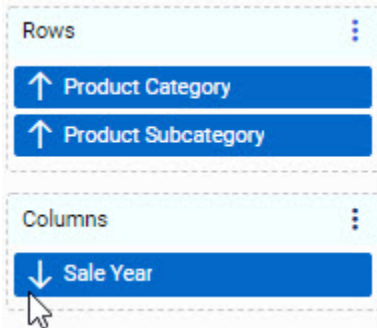 Rows
Product Category
Product Subcategory
Columns
Sale Year